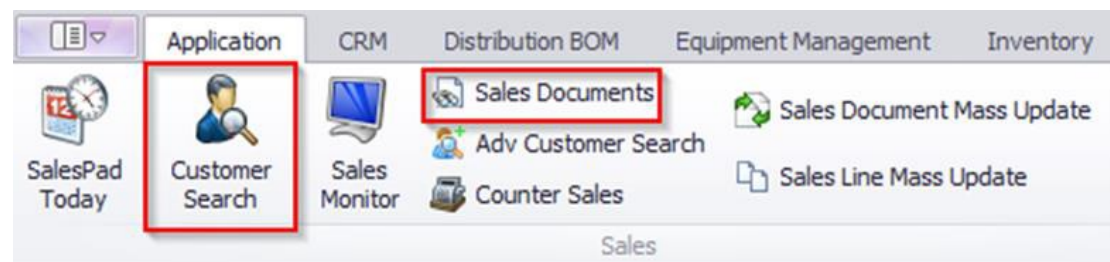 Application CRM Distribution BOM Equipment Management Inventory
12
SalesPad
Today
Customer
Search
Sales
Monitor
Sales Documents
Adv Customer Search
Counter Sales
Sales Document Mass Update
Sales Line Mass Update
Sales